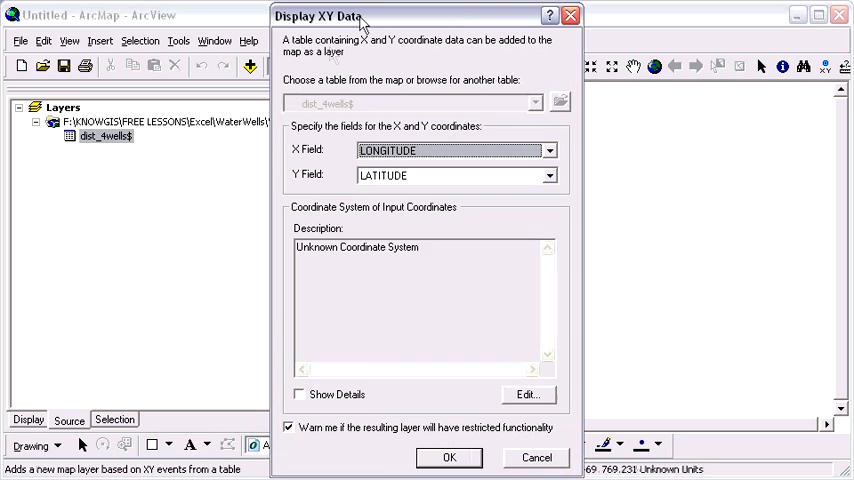 Untitled - ArcMap - ArcView
File Edit View Insert Selection Tools Window Help
Layers
F:\KNOWGIS\FREE LESSONS\Excel\WaterWells\
dist_4wells$
Display Source Selection
Drawing
A
Adds a new map layer based on XY events from a table
Display XY Data
A table containing X and Y coordinate data can be added to the
map as a layer
Choose a table from the map or browse for another table:
dist_4wells$
Specify the fields for the X and Y coordinates:
X Field: LONGITUDE
Y Field: LATITUDE
Coordinate System of Input Coordinates
Description:
Unknown Coordinate System
Show Details Edit...
Warn me if the resulting layer will have restricted functionality
OK Cancel
XY
A
69 769.231 Unknown Units